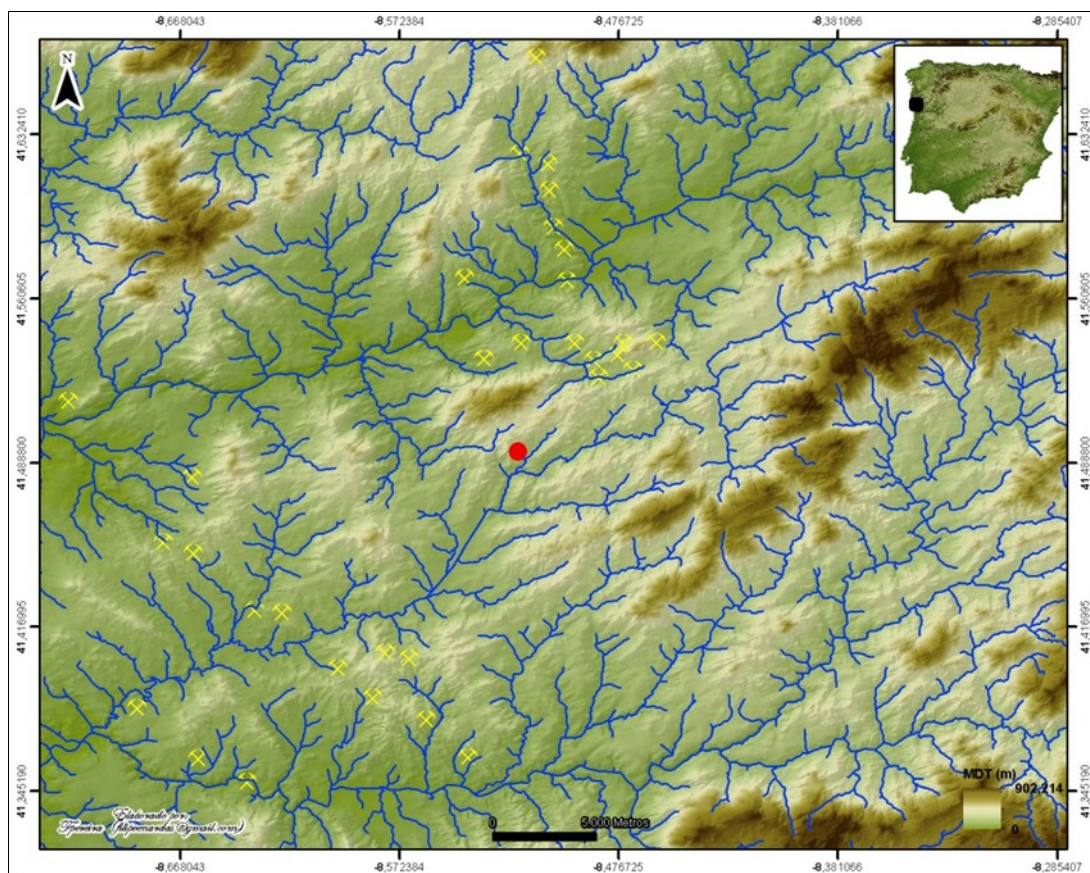 -8,668043 -8,572384 -8,476725 -8,381066 -8,285407
N
41,632410 41,632410
41,560605 41,560605
41,488800 41,488800
41,416995 41,416995
41,345190 41,345190
MDT (m)
902,214
0
Elaborado por:
0 5.000 Metros
-8,668043 -8,572384 -8,476725 -8,381066 -8,285407